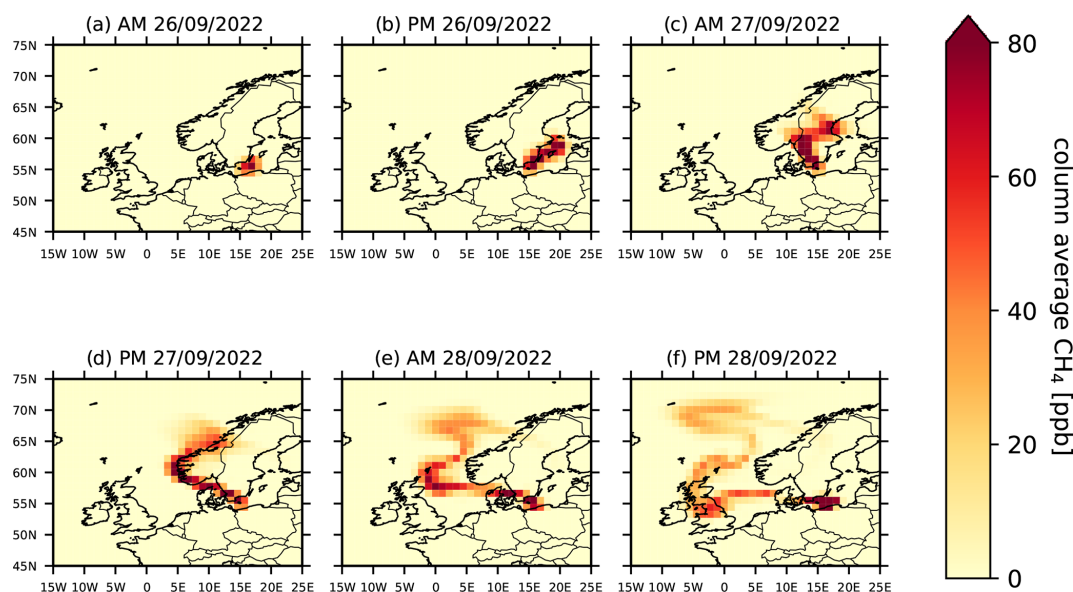 (a) AM 26/09/2022
(b) PM 26/09/2022
(c) AM 27/09/2022
75N
70N
65N
60N
55N
50N
45N
15W 10W 5W 0 5E 10E 15E 20E 25E
15W 10W 5W 0 5E 10E 15E 20E 25E
15W 10W 5W 0 5E 10E 15E 20E 25E
(d) PM 27/09/2022
(e) AM 28/09/2022
(f) PM 28/09/2022
75N
70N
65N
60N
55N
50N
45N
15W 10W 5W 0 5E 10E 15E 20E 25E
15W 10W 5W 0 5E 10E 15E 20E 25E
15W 10W 5W 0 5E 10E 15E 20E 25E
80
60
40
20
0
column average CH₄ [ppb]